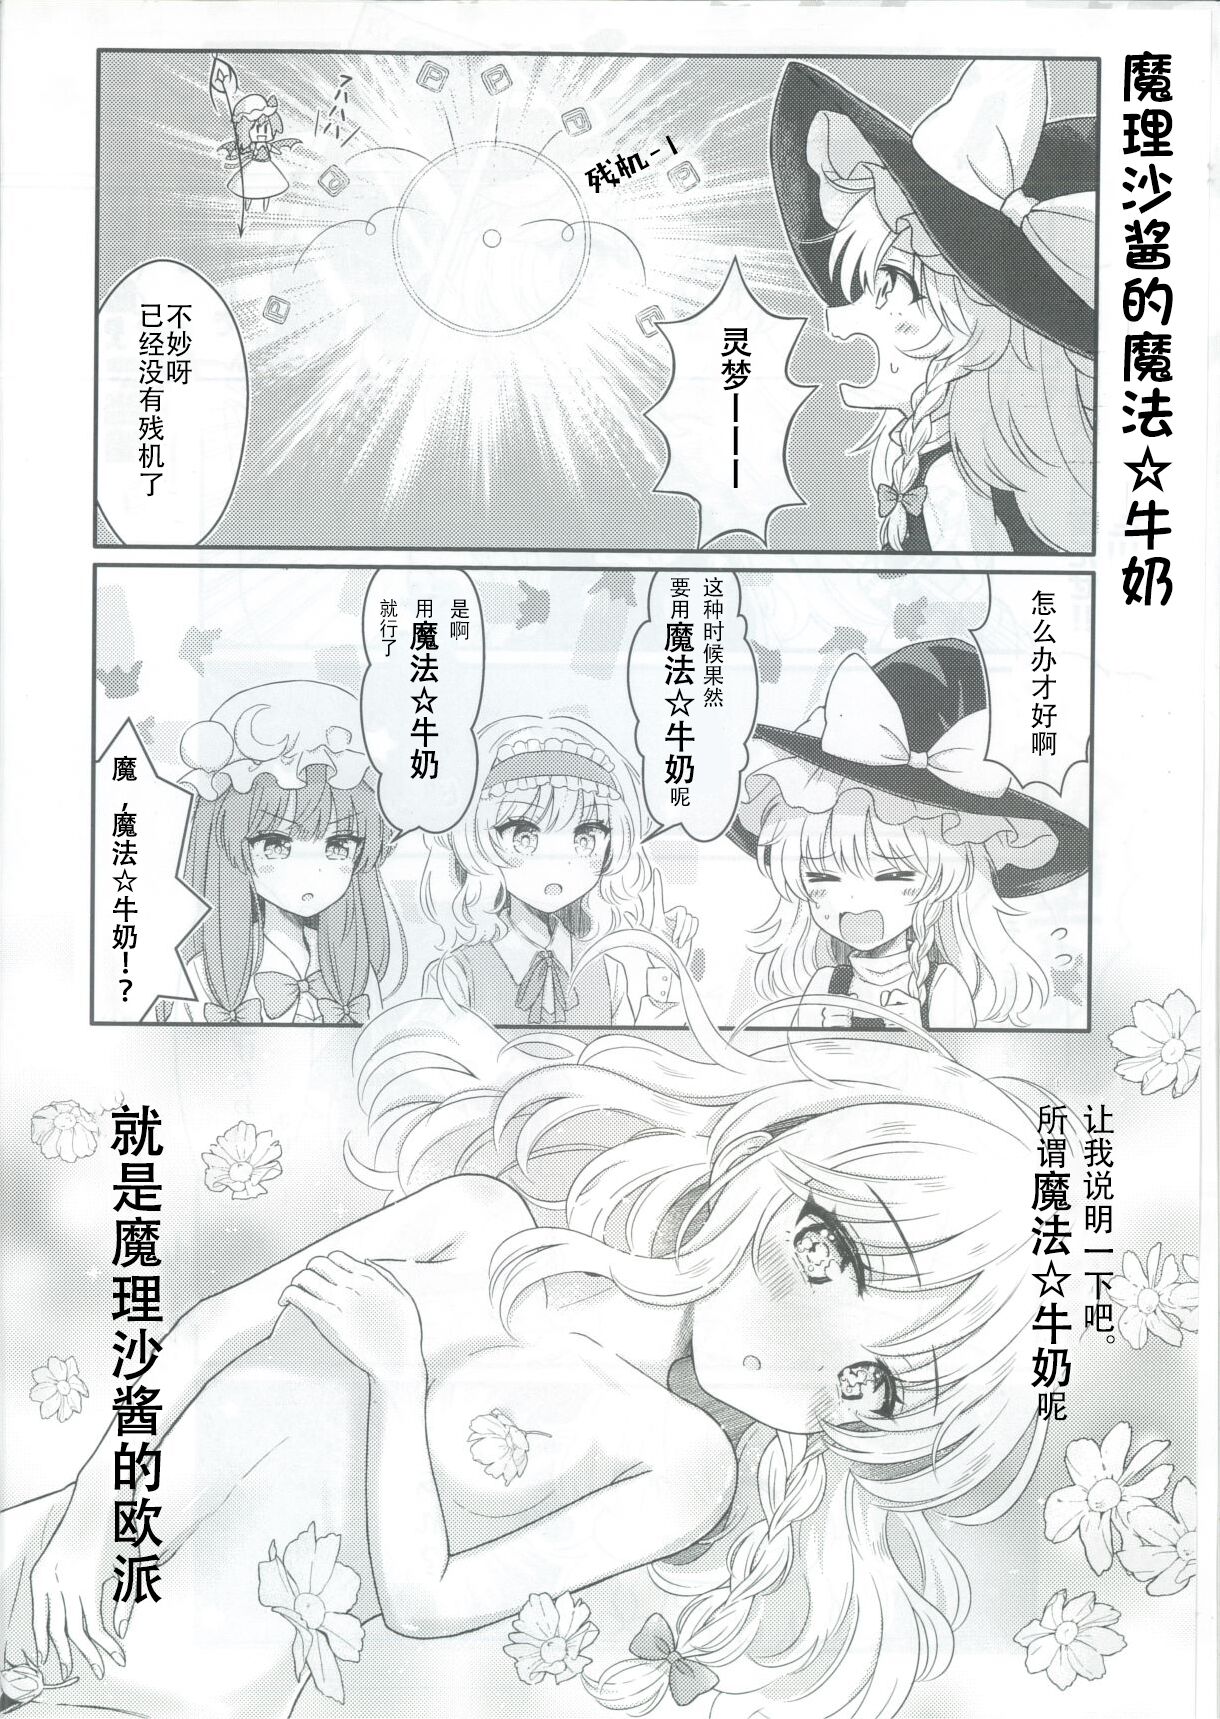 魔理沙酱的魔法☆牛奶
残机-1
灵梦———
不妙呀
已经没有残机了
怎么办才好啊
这种时候果然
要用魔法☆牛奶呢
是啊
用魔法☆牛奶
就行了
魔,魔法☆牛奶!?
让我说明一下吧。
所谓魔法☆牛奶呢
就是魔理沙酱的欧派